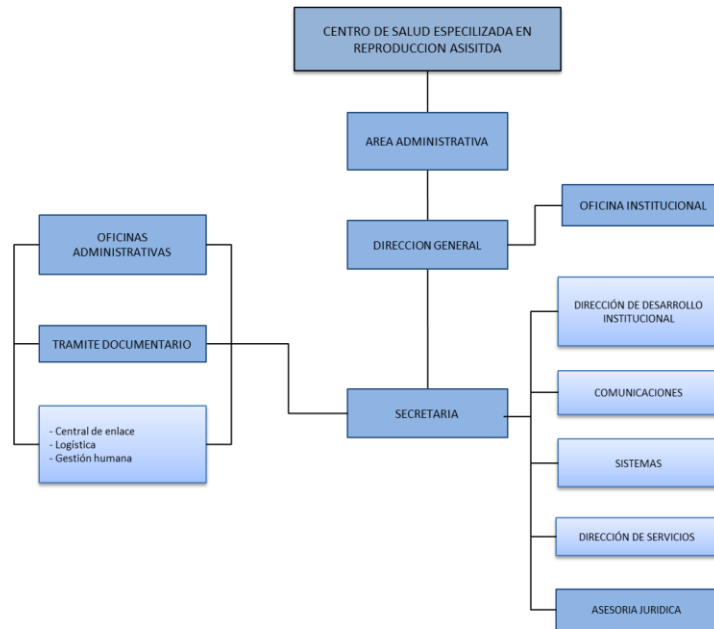 CENTRO DE SALUD ESPECILIZADA EN
REPRODUCCION ASISITDA
AREA ADMINISTRATIVA
OFICINA INSTITUCIONAL
DIRECCION GENERAL
OFICINAS
ADMINISTRATIVAS
TRAMITE DOCUMENTARIO
- Central de enlace
- Logística
- Gestión humana
SECRETARIA
DIRECCIÓN DE DESARROLLO
INSTITUCIONAL
COMUNICACIONES
SISTEMAS
DIRECCIÓN DE SERVICIOS
ASESORIA JURIDICA